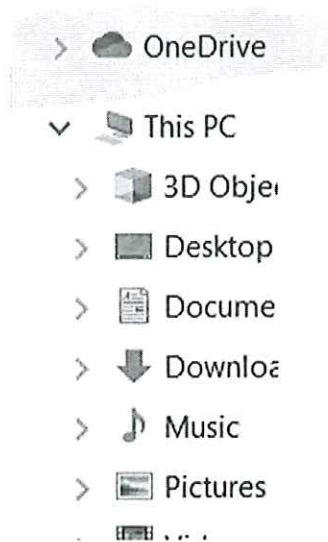 OneDrive
This PC
3D Obje
Desktop
Docume
Downloa
Music
Pictures